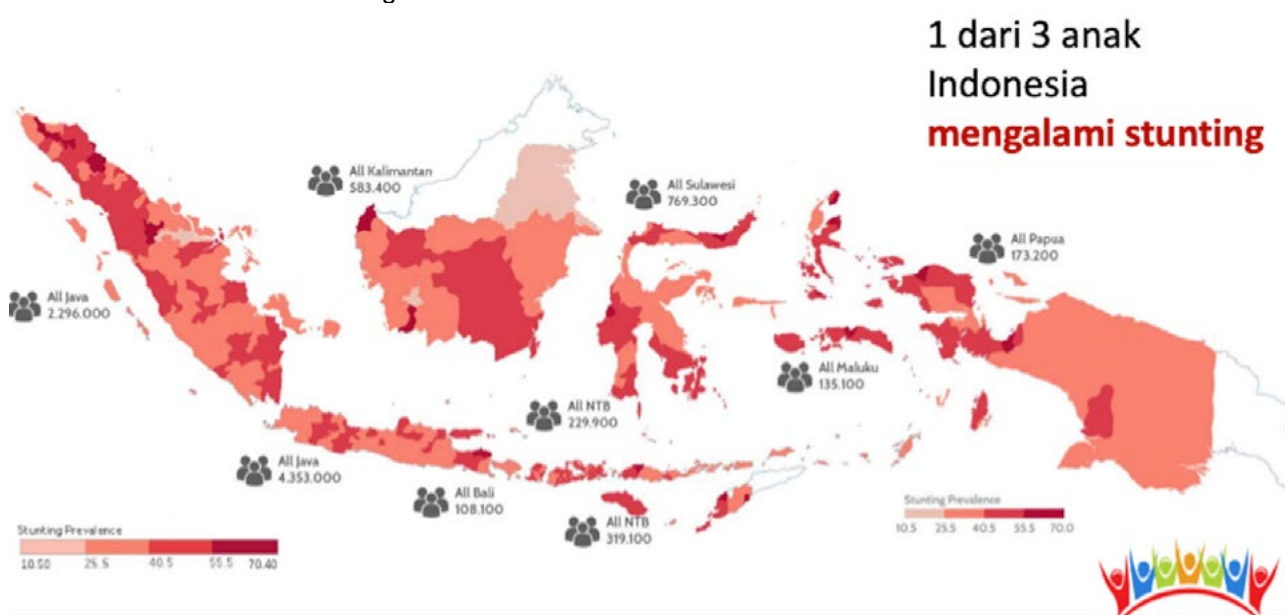 1 dari 3 anak
Indonesia
mengalami stunting
All Kalimantan
583.400
All Sulawesi
769.300
All Papua
173.200
All Java
2.296.000
All Maluku
135.100
All NTB
229.900
All Java
4.353.000
All Bali
108.100
All NTB
319.100
Stunting Prevalence
10.5 25.5 40.5 55.5 70.0
Stunting Prevalence
10.50 25.5 40.5 55.5 70.40